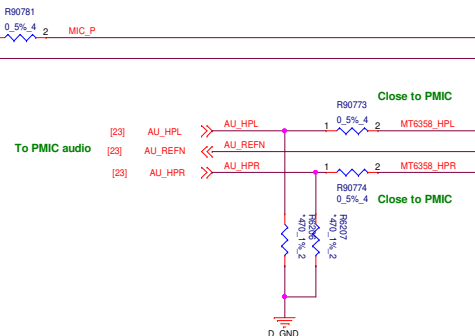 R90781
0_5%_4
2
MIC_P
Close to PMIC
R90773
0_5%_4
[23] AU_HPL AU_HPL 1 2 MT6358_HPL
To PMIC audio [23] AU_REFN AU_REFN
[23] AU_HPR AU_HPR 1 2 MT6358_HPR
R90774
0_5%_4 Close to PMIC
R6206
*470_1%_2
R6207
*470_1%_2
D_GND